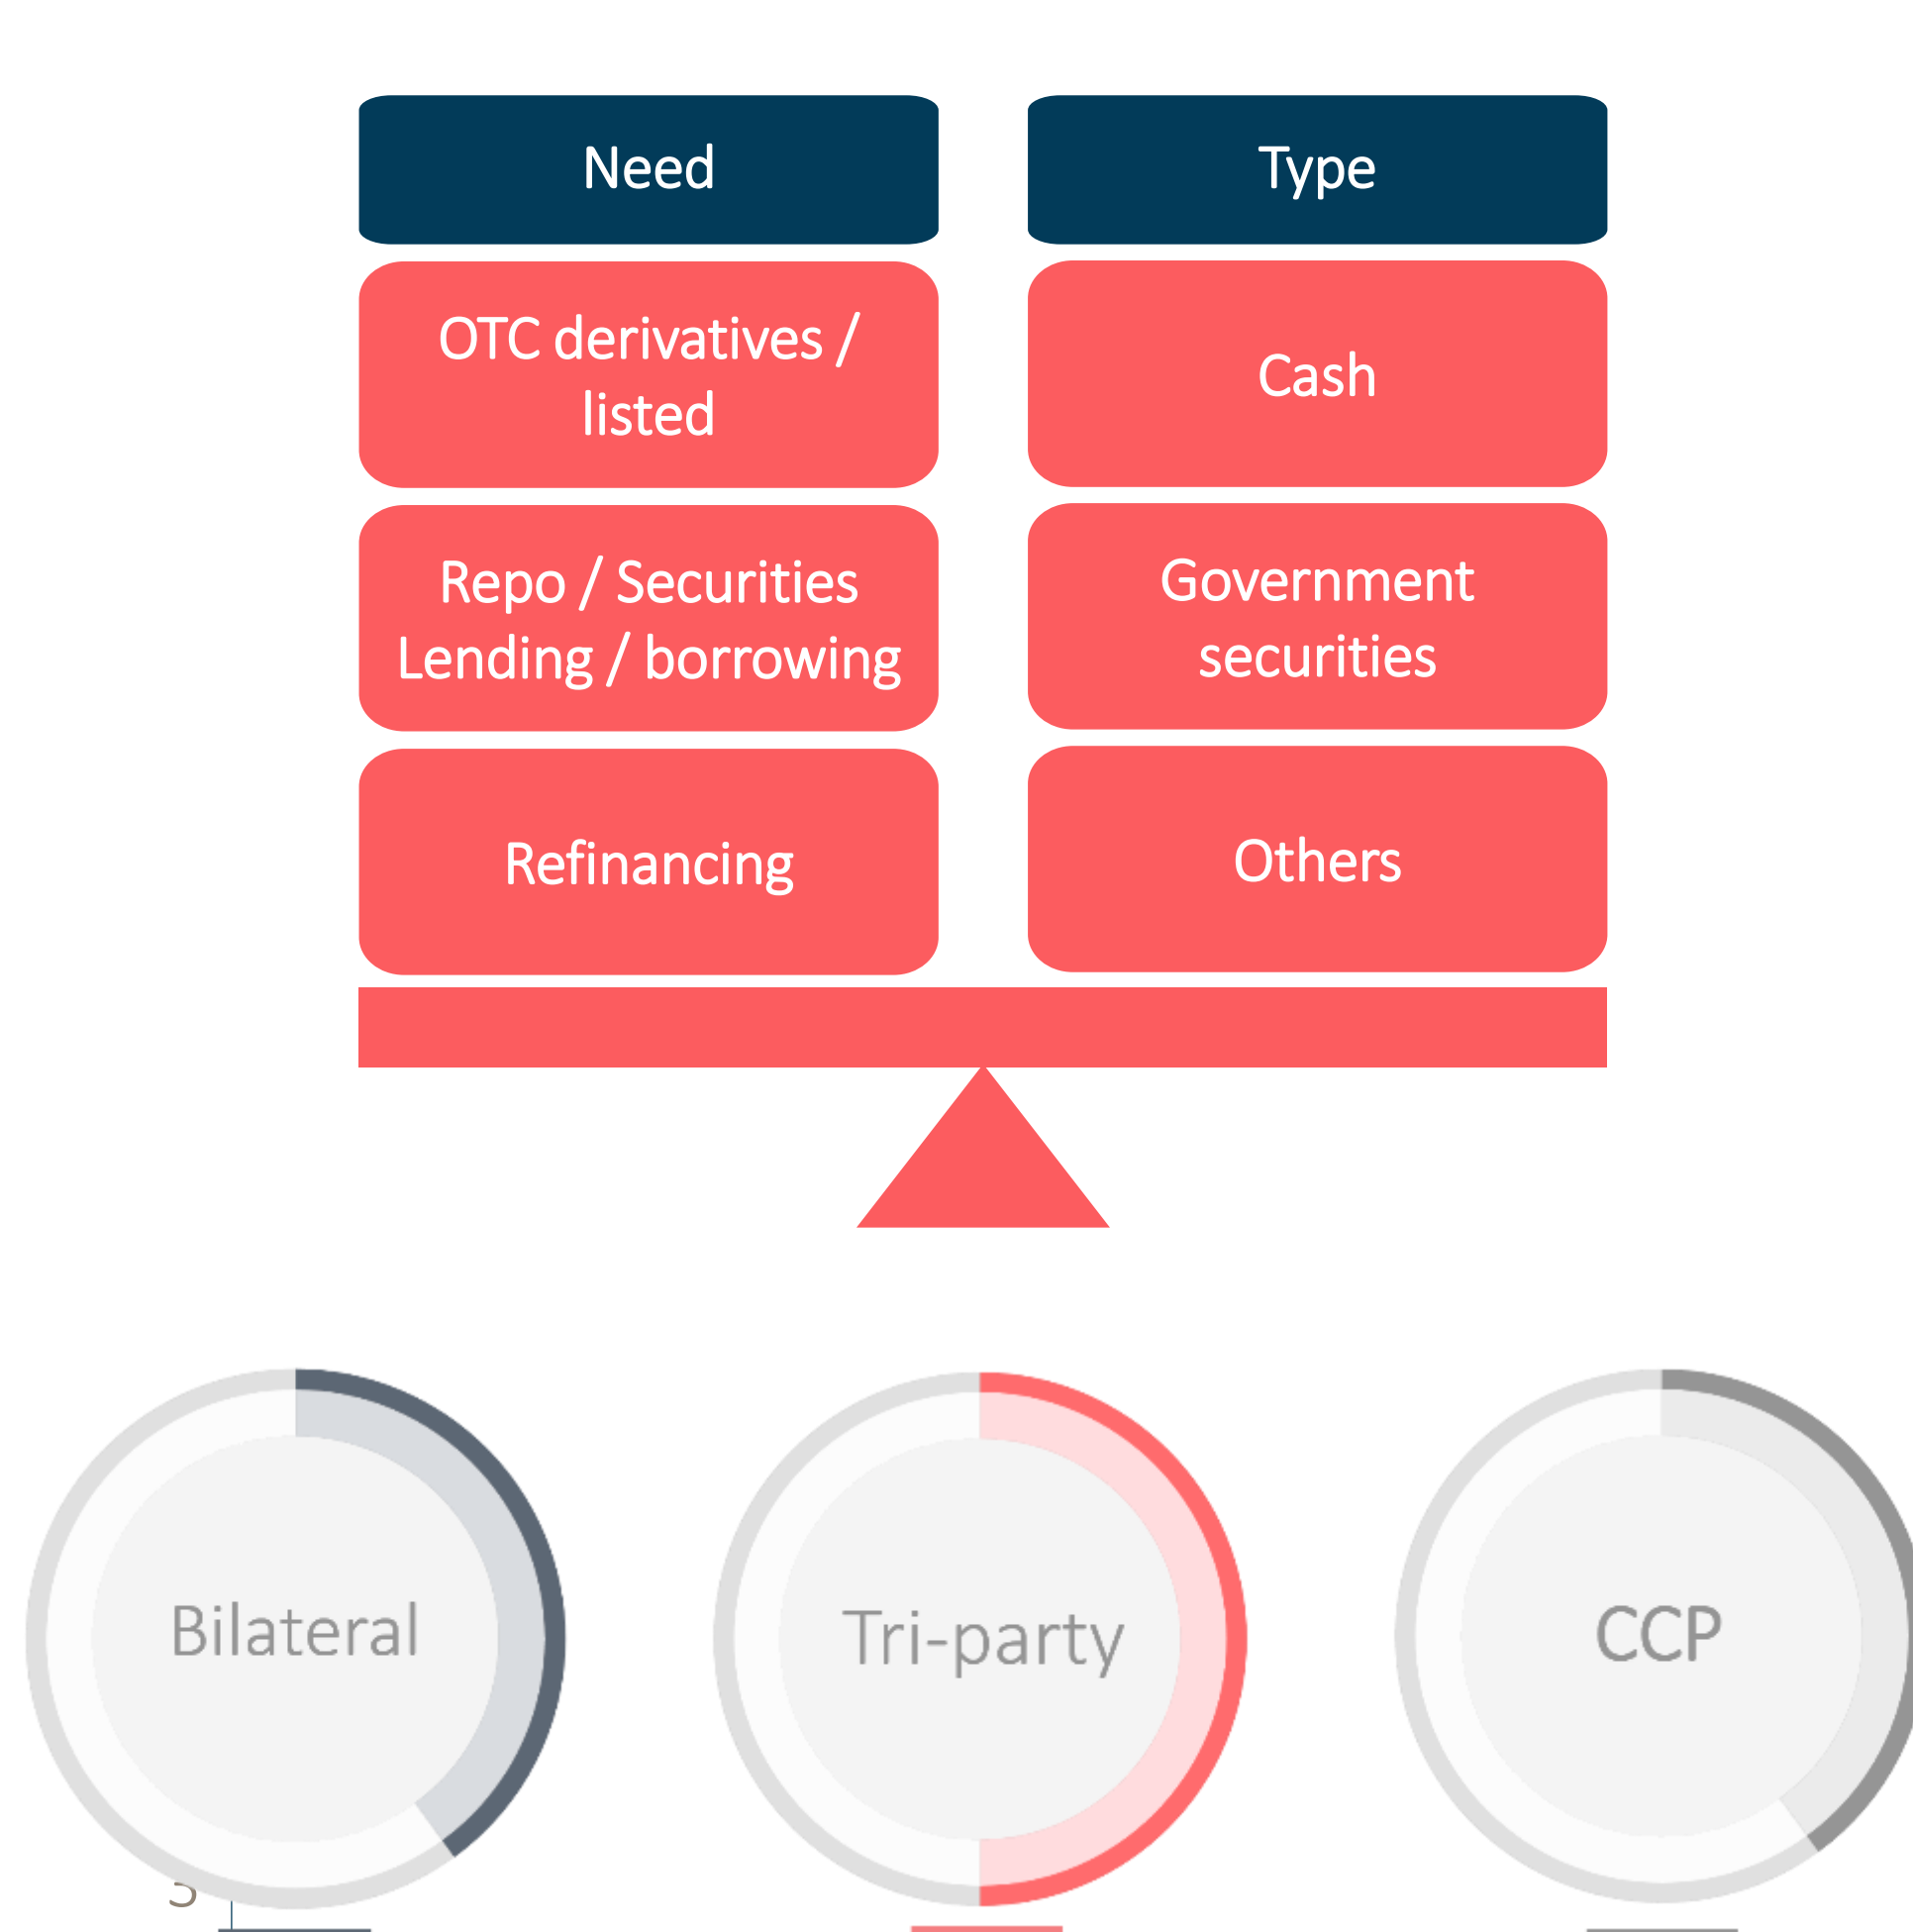 Need
Type
OTC derivatives /
listed
Cash
Repo / Securities
Lending / borrowing
Government
securities
Refinancing
Others
Bilateral
Tri-party
CCP